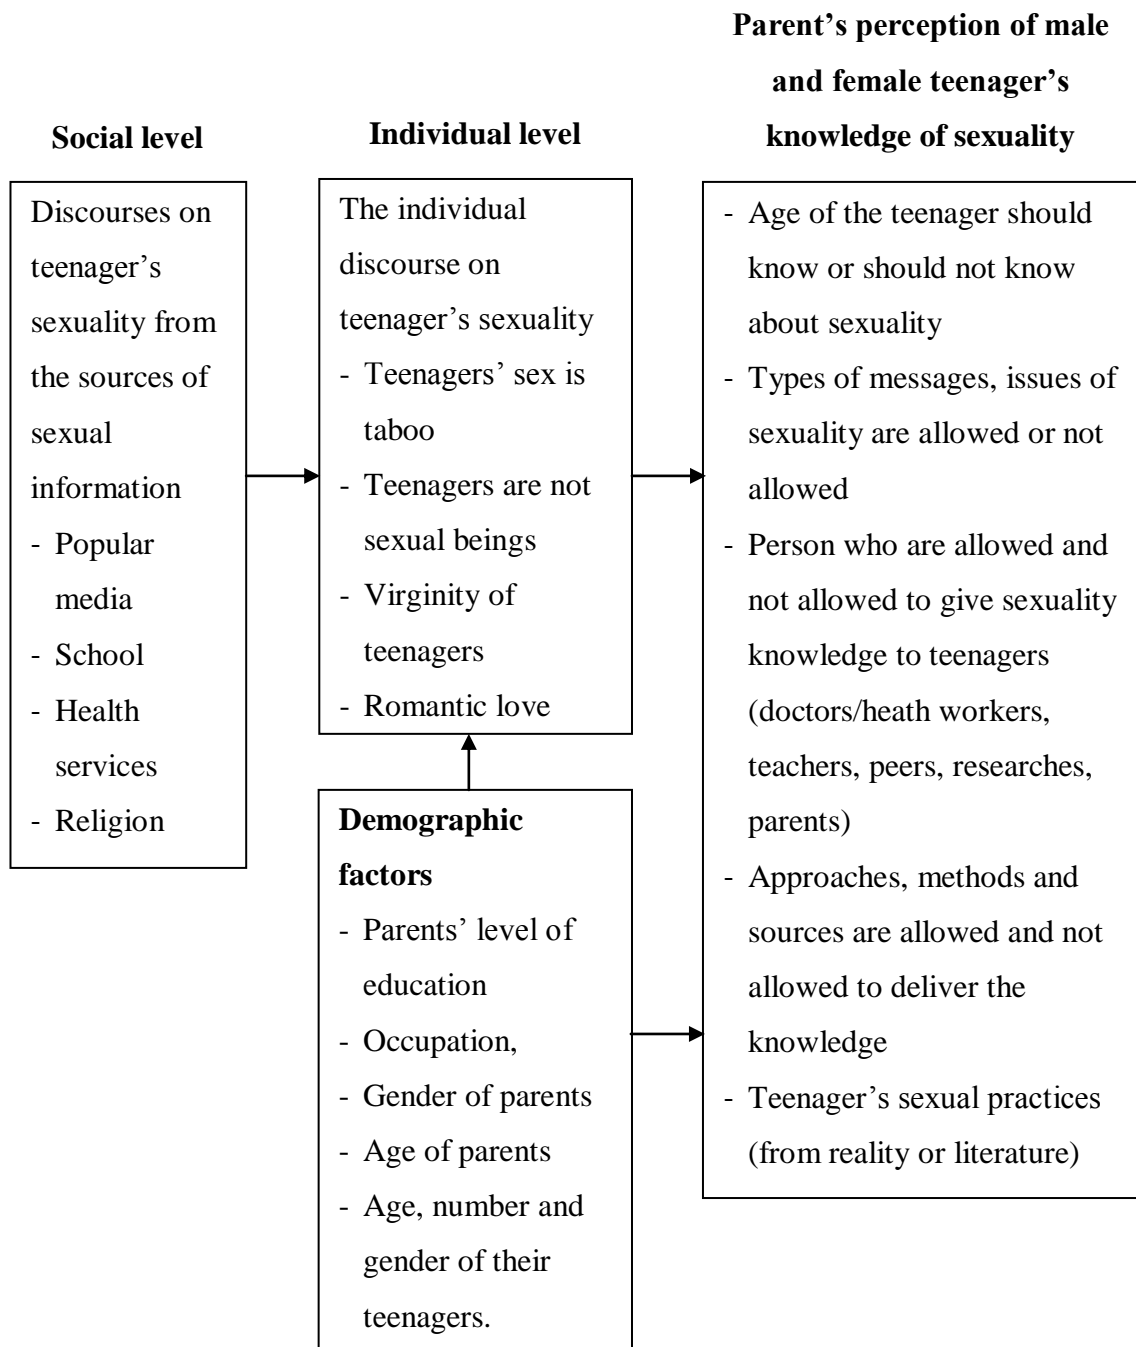 Social level
Discourses on
teenager’s
sexuality from
the sources of
sexual
information
- Popular
media
- School
- Health
services
- Religion
Individual level
The individual
discourse on
teenager’s sexuality
- Teenagers’ sex is
taboo
- Teenagers are not
sexual beings
- Virginity of
teenagers
- Romantic love
Demographic
factors
- Parents’ level of
education
- Occupation,
- Gender of parents
- Age of parents
- Age, number and
gender of their
teenagers.
Parent’s perception of male
and female teenager’s
knowledge of sexuality
- Age of the teenager should
know or should not know
about sexuality
- Types of messages, issues of
sexuality are allowed or not
allowed
- Person who are allowed and
not allowed to give sexuality
knowledge to teenagers
(doctors/heath workers,
teachers, peers, researches,
parents)
- Approaches, methods and
sources are allowed and not
allowed to deliver the
knowledge
- Teenager’s sexual practices
(from reality or literature)